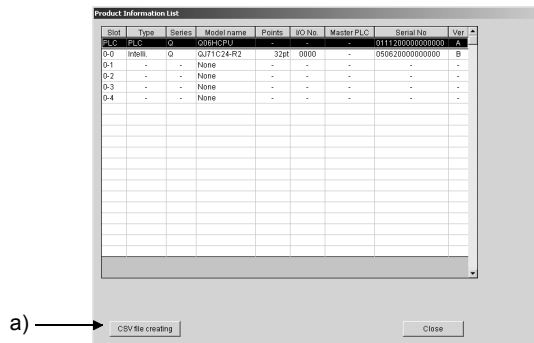 Product Information List
Slot Type Series Model name Points I/O No. Master PLC Serial No Ver
PLC PLC Q Q06HCPU - - - 0111200000000000 A
0-0 Intelli. Q QJ71C24-R2 32pt 0000 - 050620000000000 B
0-1 - - None - - - - -
0-2 - - None - - - - -
0-3 - - None - - - - -
0-4 - - None - - - - -
a)
CSV file creating Close